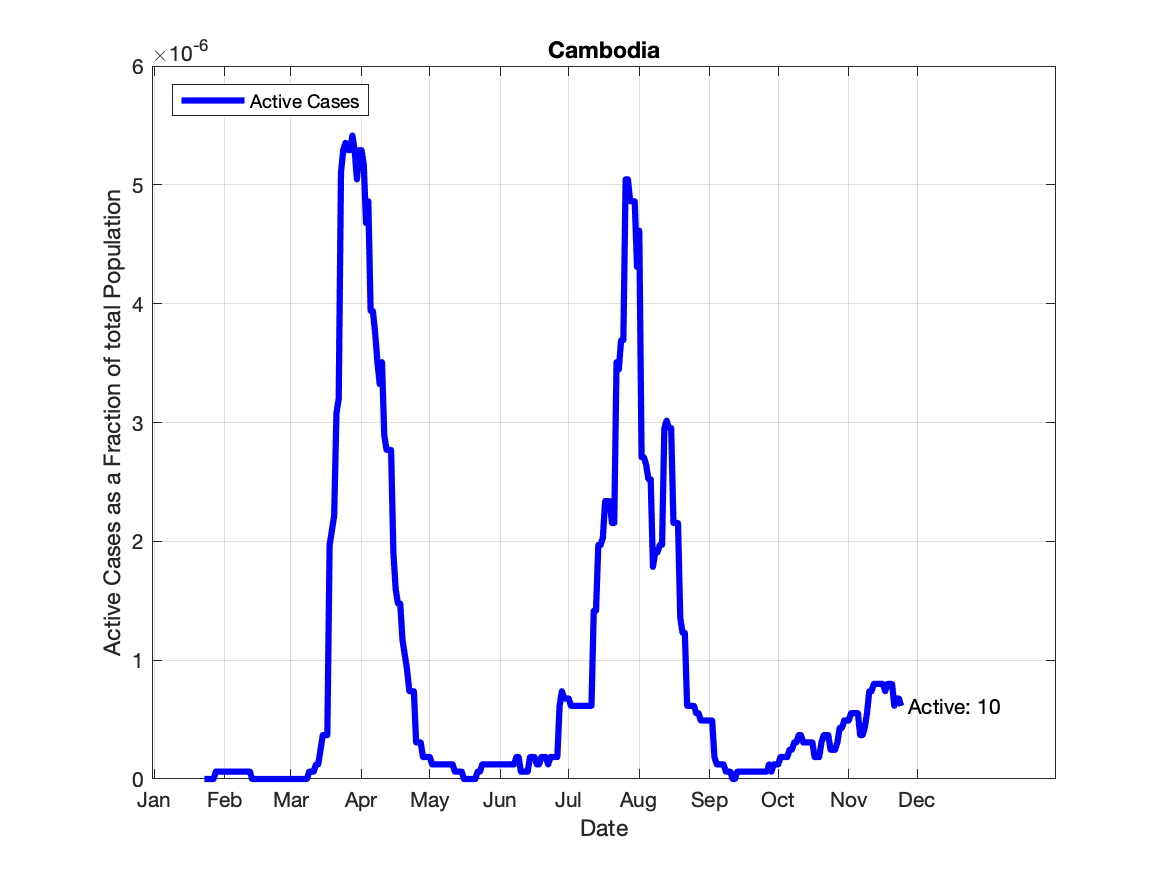 Cambodia
×10-6
Active Cases
6
5
4
3
2
1
0
Active Cases as a Fraction of total Population
Active: 10
Jan Feb Mar Apr May Jun Jul Aug Sep Oct Nov Dec
Date